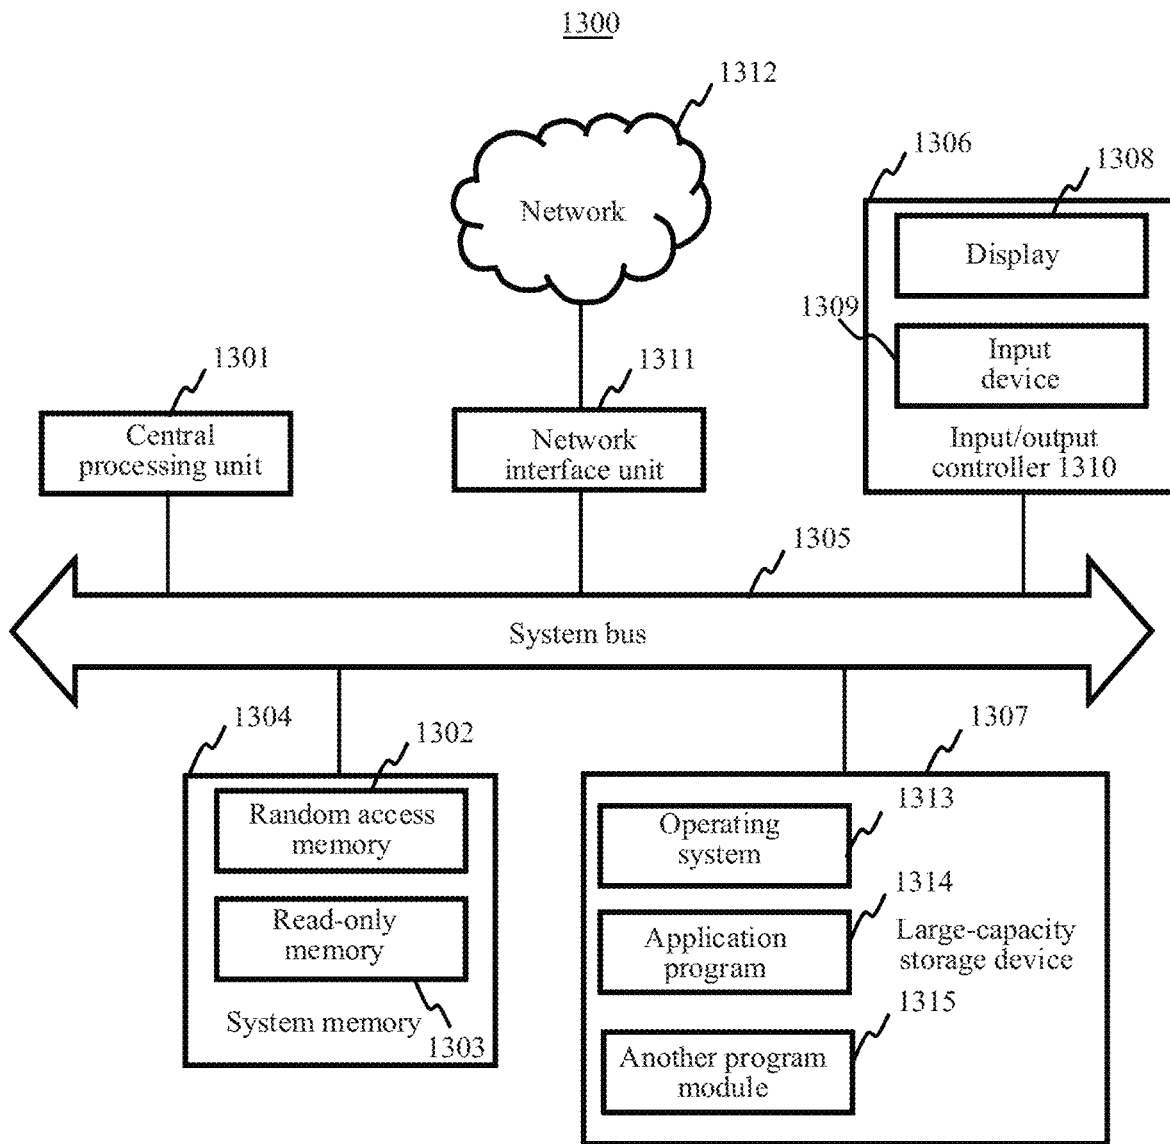 1300
1312
Network
1306
1308
Display
1309
Input
device
Input/output
controller 1310
1301
Central
processing unit
1311
Network
interface unit
1305
System bus
1304
1302
Random access
memory
Read-only
memory
System memory
1303
1307
1313
Operating
system
1314
Application
program
Large-capacity
storage device
1315
Another program
module